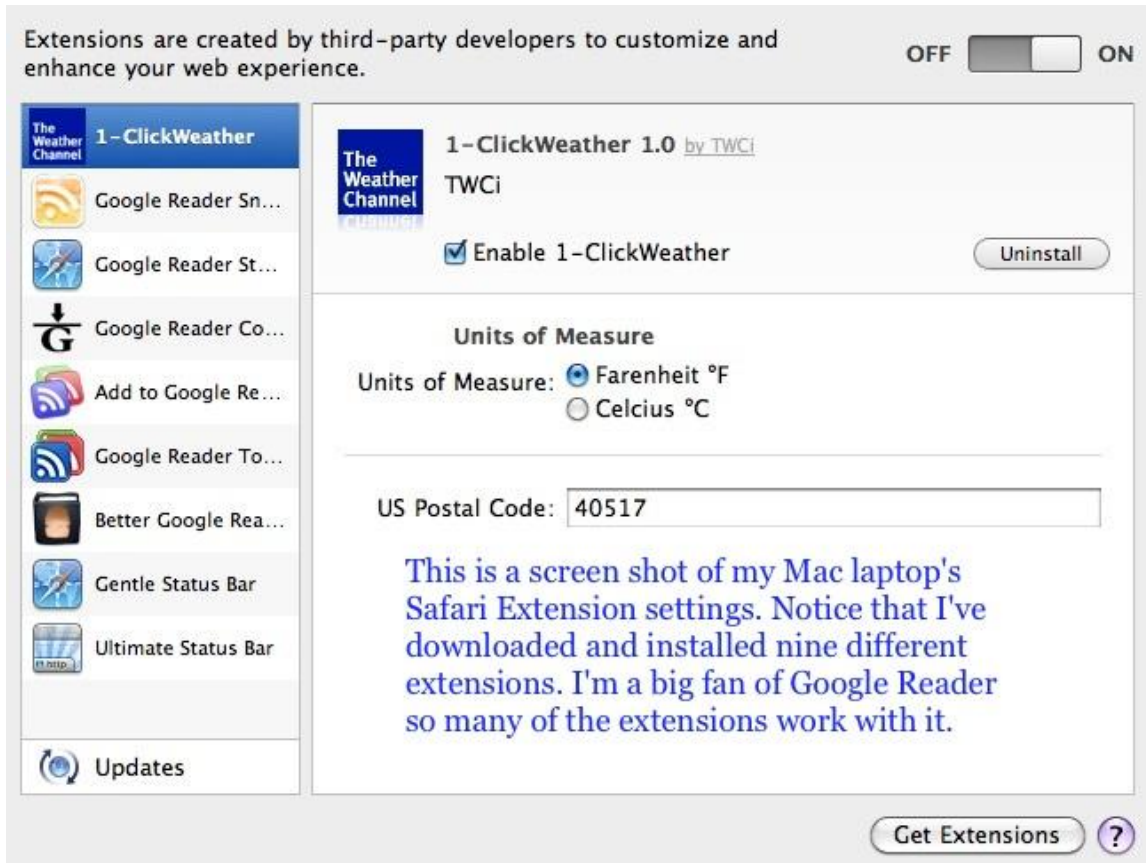 Extensions are created by third-party developers to customize and
enhance your web experience.
OFF ON
The
Weather
Channel
1-ClickWeather
Google Reader Sn...
Google Reader St...
G
Google Reader Co...
Add to Google Re...
Google Reader To...
Better Google Rea...
Gentle Status Bar
Ultimate Status Bar
Updates
The
Weather
Channel
1-ClickWeather 1.0 by TWCi
TWCi
Enable 1-ClickWeather
Uninstall
Units of Measure
Units of Measure: Farenheit °F
Celcius °C
US Postal Code: 40517
This is a screen shot of my Mac laptop's
Safari Extension settings. Notice that I've
downloaded and installed nine different
extensions. I'm a big fan of Google Reader
so many of the extensions work with it.
Get Extensions ?